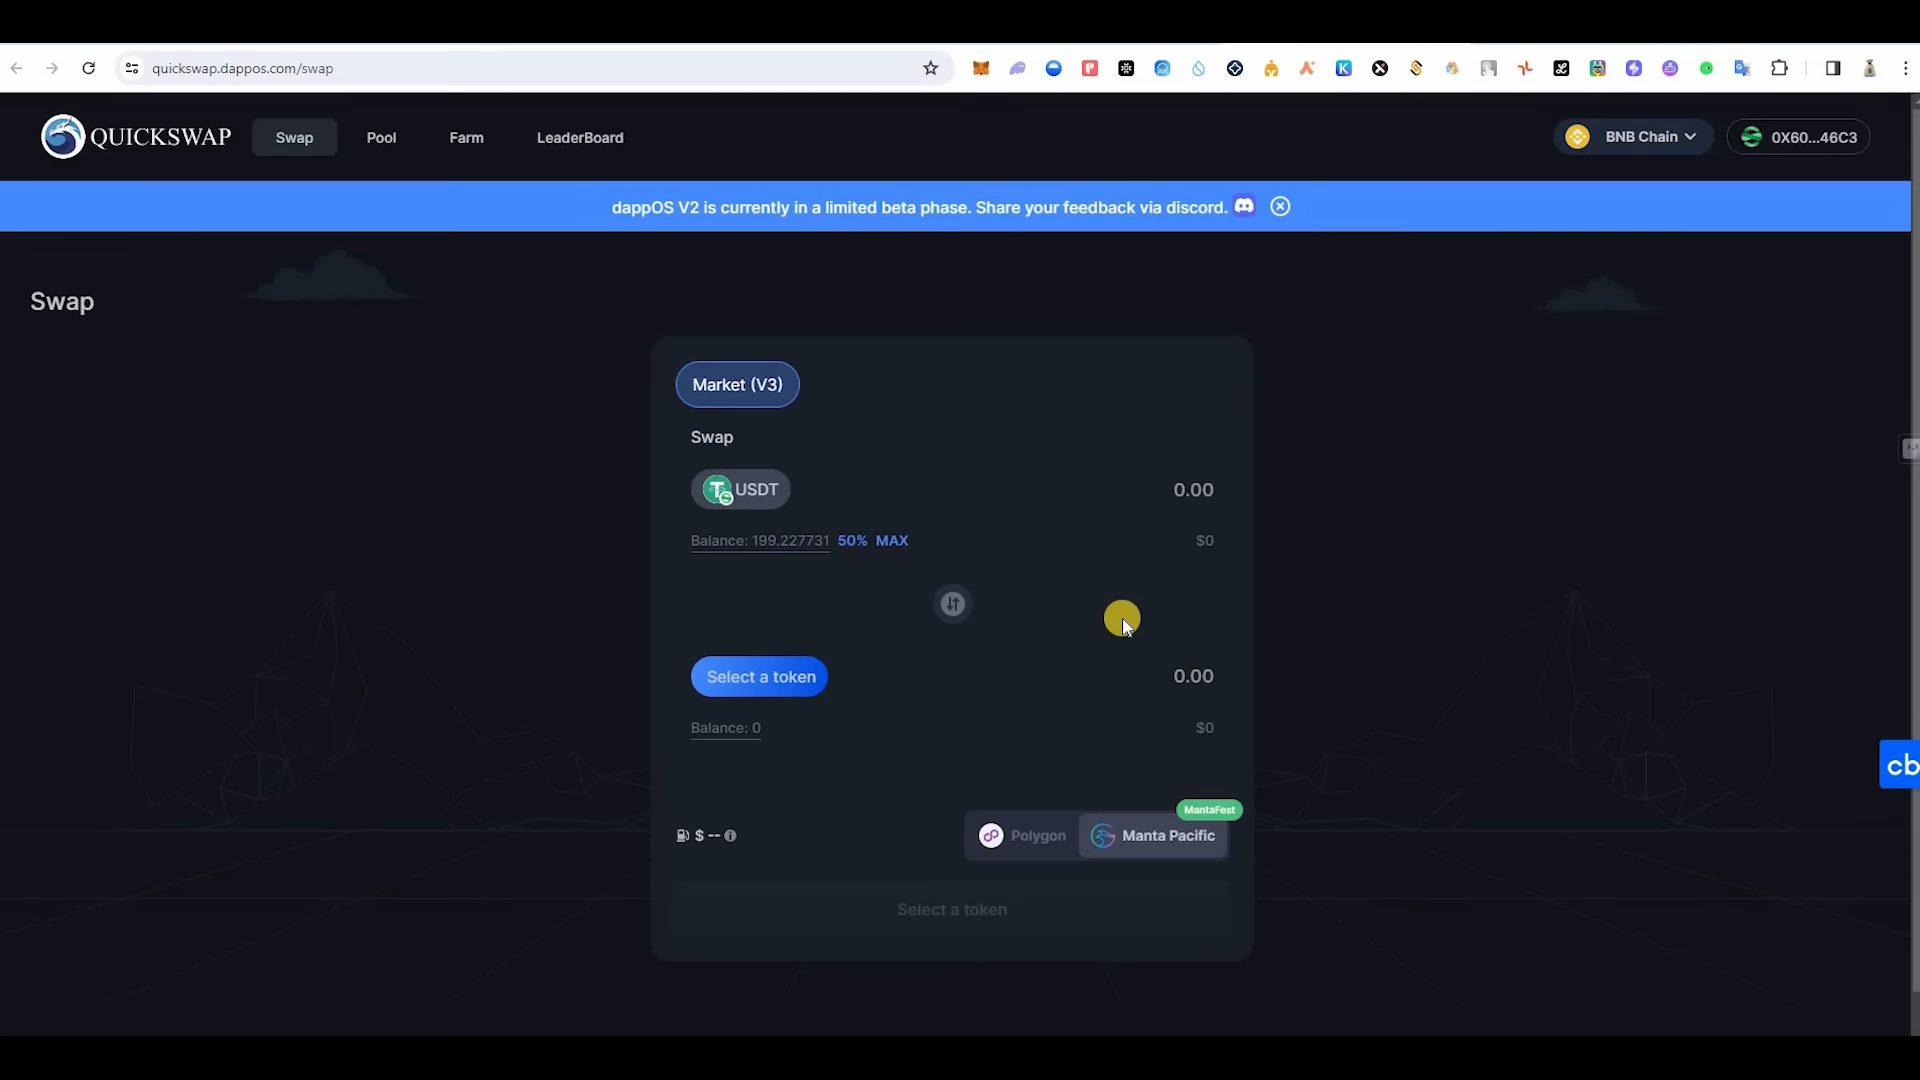 quickswap.dappos.com/swap
QUICKSWAP
Swap
Pool
Farm
LeaderBoard
BNB Chain
0X60...46C3
dappOS V2 is currently in a limited beta phase. Share your feedback via discord.
Swap
Market (V3)
Swap
USDT
0.00
Balance: 199.227731 50% MAX
$0
Select a token
0.00
Balance: 0
$0
MantaFest
$ --
Polygon
Manta Pacific
Select a token
cb